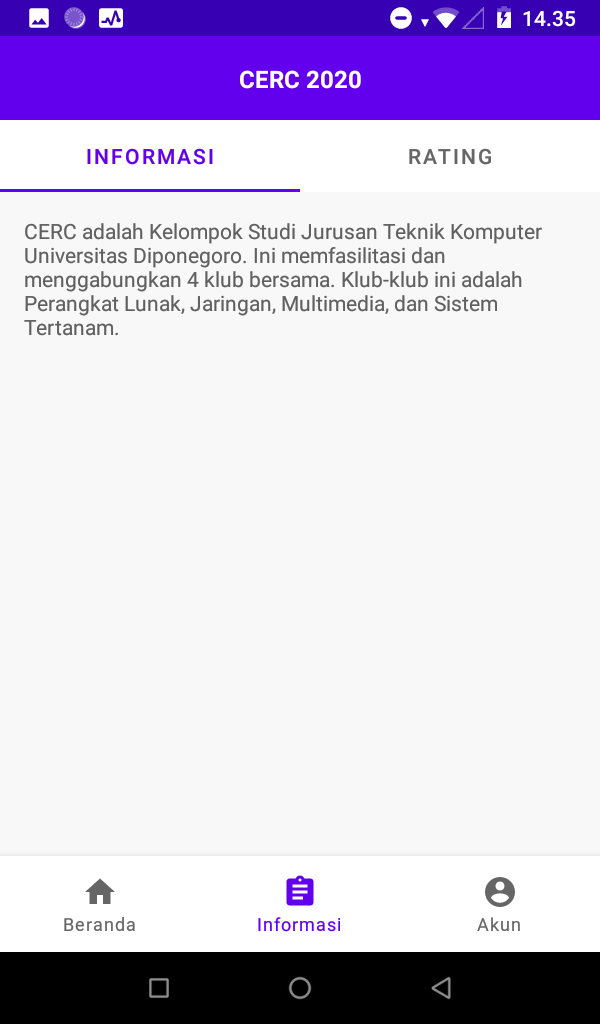 14.35
CERC 2020
INFORMASI
RATING
CERC adalah Kelompok Studi Jurusan Teknik Komputer
Universitas Diponegoro. Ini memfasilitasi dan
menggabungkan 4 klub bersama. Klub-klub ini adalah
Perangkat Lunak, Jaringan, Multimedia, dan Sistem
Tertanam.
Beranda
Informasi
Akun